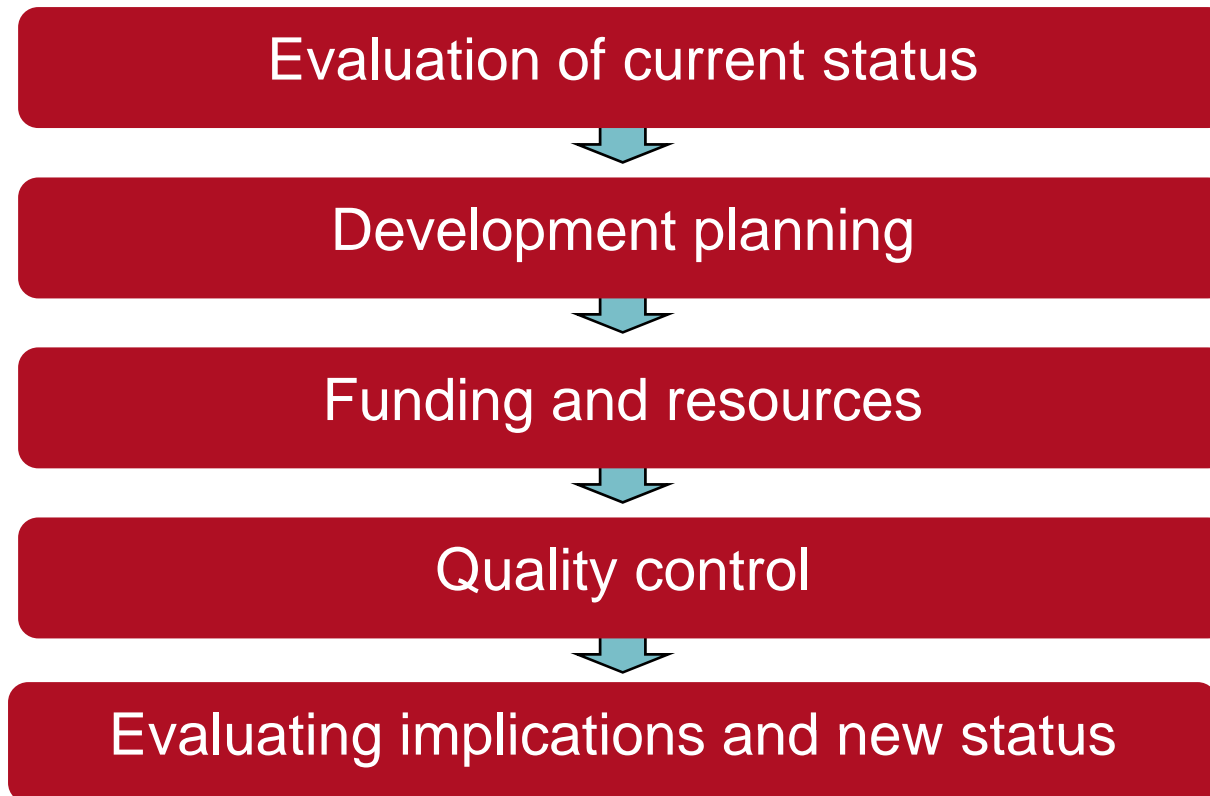 Evaluation of current status
Development planning
Funding and resources
Quality control
Evaluating implications and new status